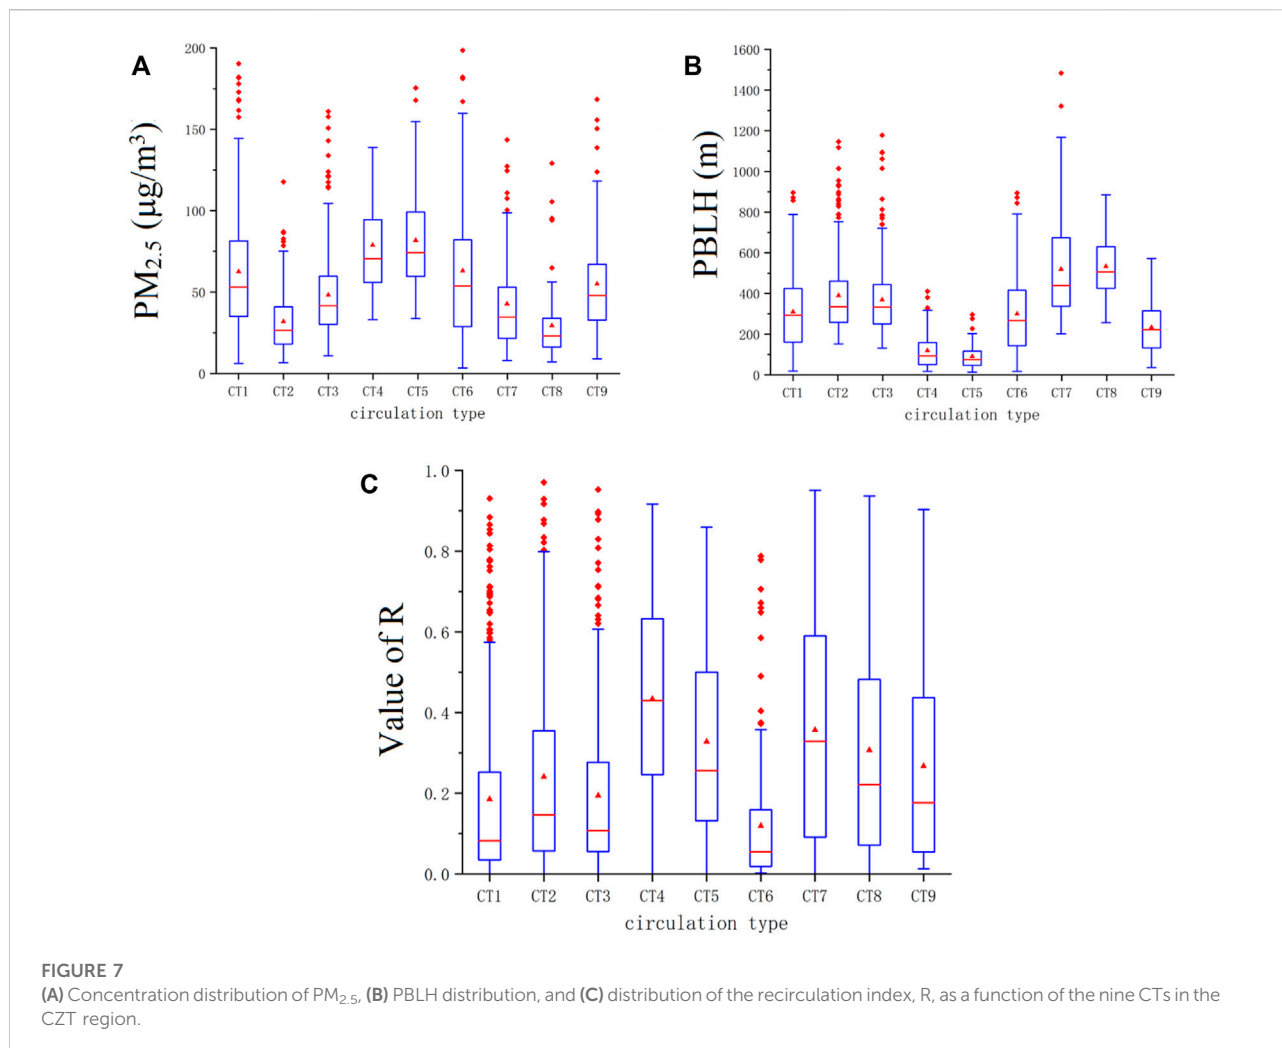 A
PM2.5 (μg/m3)
200
150
100
50
0
CT1 CT2 CT3 CT4 CT5 CT6 CT7 CT8 CT9
circulation type
B
PBLH (m)
1600
1400
1200
1000
800
600
400
200
0
CT1 CT2 CT3 CT4 CT5 CT6 CT7 CT8 CT9
circulation type
C
Value of R
1.0
0.8
0.6
0.4
0.2
0.0
CT1 CT2 CT3 CT4 CT5 CT6 CT7 CT8 CT9
circulation type
FIGURE 7
(A) Concentration distribution of PM2.5, (B) PBLH distribution, and (C) distribution of the recirculation index, R, as a function of the nine CTs in the
CZT region.